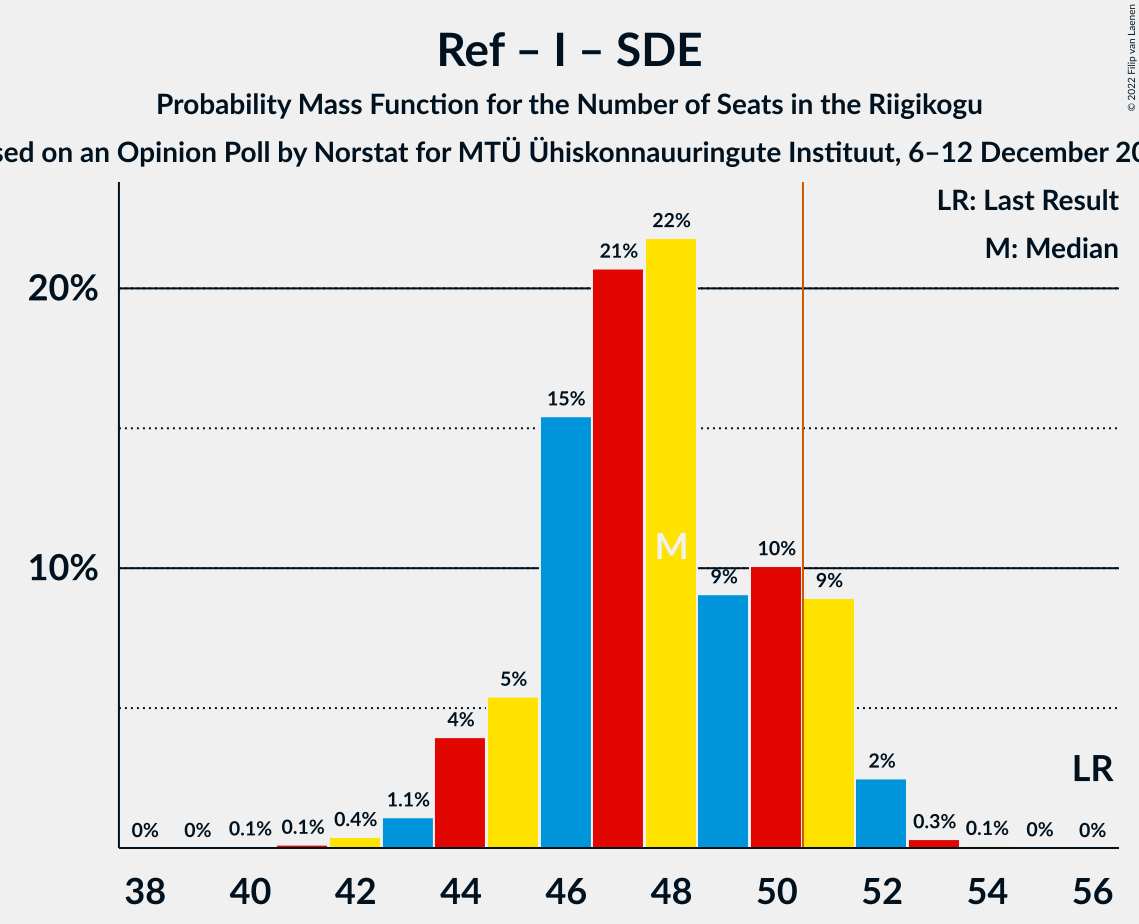 Ref – I – SDE
Probability Mass Function for the Number of Seats in the Riigikogu
on an Opinion Poll by Norstat for MTÜ Ühiskonnauuringute Instituut, 6–12 December
© 2022 Filip van Laenen
LR: Last Result
M: Median
20%
10%
0% 0% 0.1% 0.1% 0.4% 1.1% 4% 5% 15% 21% 22% 9% 10% 9% 2% 0.3% 0.1% 0% 0%
M
LR
38 40 42 44 46 48 50 52 54 56